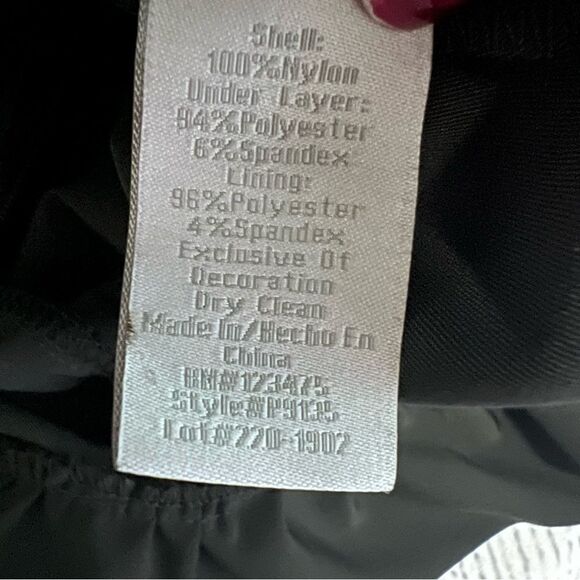 Shell:
100%Nylon
Under Layer:
94%Polyester
6%Spandex
Lining:
96%Polyester
4%Spandex
Exclusive Of
Decoration
Dry Clean
Made In/Hecho En
China
RN#123475
Style#P9135
Lot#220-1902